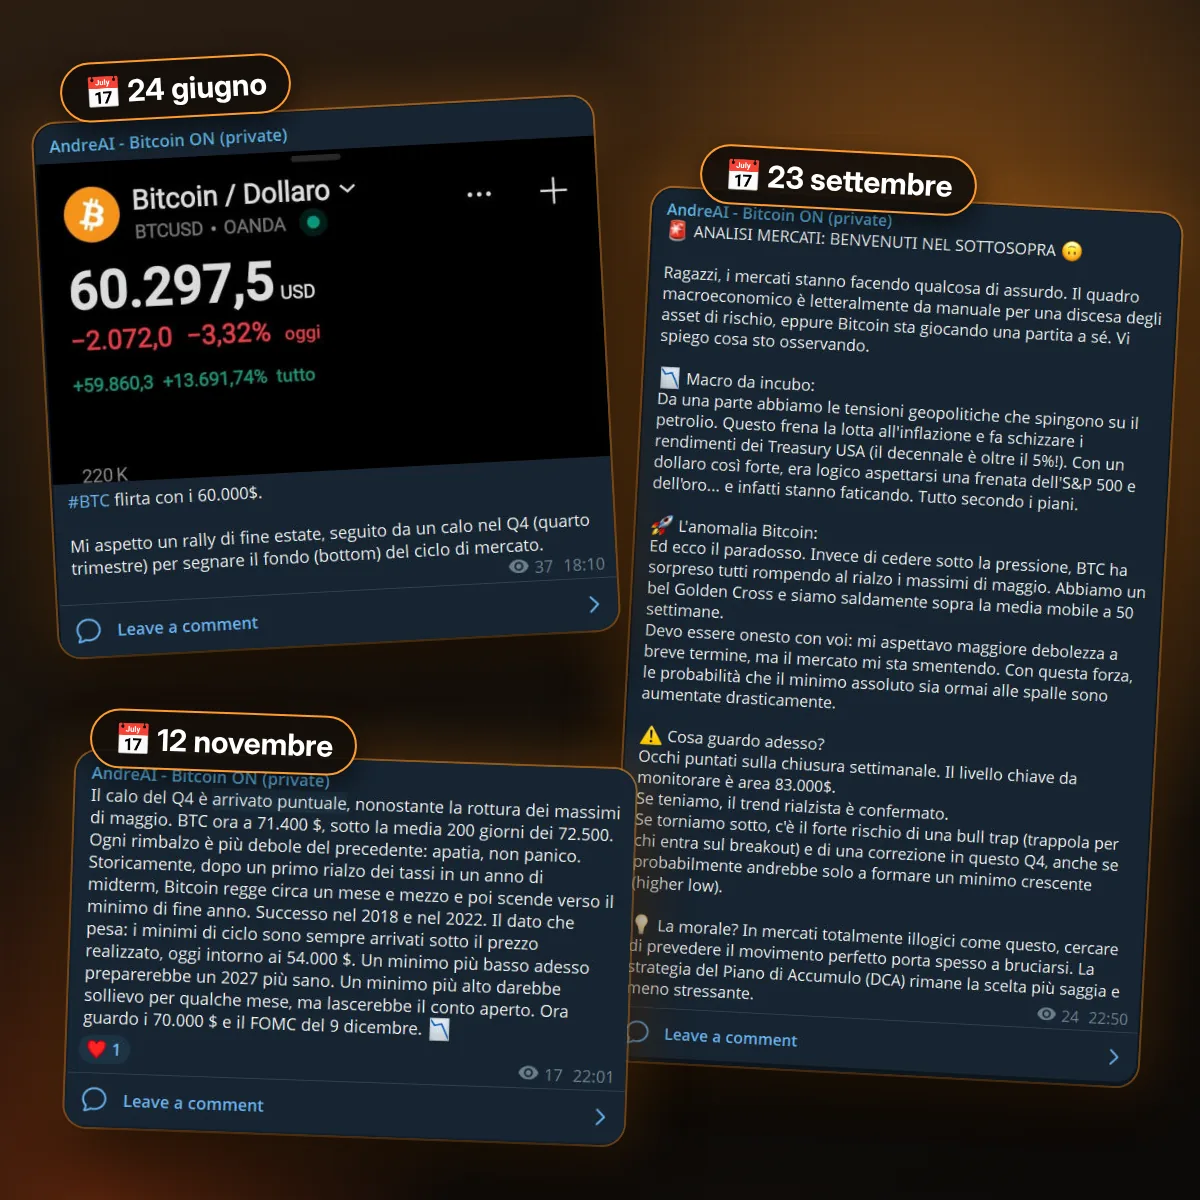 July
17
24 giugno
AndreAI - Bitcoin ON (private)
Bitcoin / Dollaro
BTCUSD • OANDA
60.297,5 USD
−2.072,0 −3,32% oggi
+59.860,3 +13.691,74% tutto
220 K
#BTC flirta con i 60.000$.
Mi aspetto un rally di fine estate, seguito da un calo nel Q4 (quarto
trimestre) per segnare il fondo (bottom) del ciclo di mercato.
37 18:10
Leave a comment
July
17
23 settembre
AndreAI - Bitcoin ON (private)
🚨 ANALISI MERCATI: BENVENUTI NEL SOTTOSOPRA 🙃
Ragazzi, i mercati stanno facendo qualcosa di assurdo. Il quadro
macroeconomico è letteralmente da manuale per una discesa degli
asset di rischio, eppure Bitcoin sta giocando una partita a sé. Vi
spiego cosa sto osservando.
📉 Macro da incubo:
Da una parte abbiamo le tensioni geopolitiche che spingono su il
petrolio. Questo frena la lotta all'inflazione e fa schizzare i
rendimenti dei Treasury USA (il decennale è oltre il 5%!). Con un
dollaro così forte, era logico aspettarsi una frenata dell'S&P 500 e
dell'oro... e infatti stanno faticando. Tutto secondo i piani.
🚀 L'anomalia Bitcoin:
Ed ecco il paradosso. Invece di cedere sotto la pressione, BTC ha
sorpreso tutti rompendo al rialzo i massimi di maggio. Abbiamo un
bel Golden Cross e siamo saldamente sopra la media mobile a 50
settimane.
Devo essere onesto con voi: mi aspettavo maggiore debolezza a
breve termine, ma il mercato mi sta smentendo. Con questa forza,
le probabilità che il minimo assoluto sia ormai alle spalle sono
aumentate drasticamente.
⚠️ Cosa guardo adesso?
Occhi puntati sulla chiusura settimanale. Il livello chiave da
monitorare è area 83.000$.
Se teniamo, il trend rialzista è confermato.
Se torniamo sotto, c'è il forte rischio di una bull trap (trappola per
chi entra sul breakout) e di una correzione in questo Q4, anche se
probabilmente andrebbe solo a formare un minimo crescente
(higher low).
💡 La morale? In mercati totalmente illogici come questo, cercare
di prevedere il movimento perfetto porta spesso a bruciarsi. La
strategia del Piano di Accumulo (DCA) rimane la scelta più saggia e
meno stressante.
24 22:50
Leave a comment
July
17
12 novembre
AndreAI - Bitcoin ON (private)
Il calo del Q4 è arrivato puntuale, nonostante la rottura dei massimi
di maggio. BTC ora a 71.400 $, sotto la media 200 giorni dei 72.500.
Ogni rimbalzo è più debole del precedente: apatia, non panico.
Storicamente, dopo un primo rialzo dei tassi in un anno di
midterm, Bitcoin regge circa un mese e mezzo e poi scende verso il
minimo di fine anno. Successo nel 2018 e nel 2022. Il dato che
pesa: i minimi di ciclo sono sempre arrivati sotto il prezzo
realizzato, oggi intorno ai 54.000 $. Un minimo più basso adesso
preparerebbe un 2027 più sano. Un minimo più alto darebbe
sollievo per qualche mese, ma lascerebbe il conto aperto. Ora
guardo i 70.000 $ e il FOMC del 9 dicembre. 📉
❤️ 1
17 22:01
Leave a comment